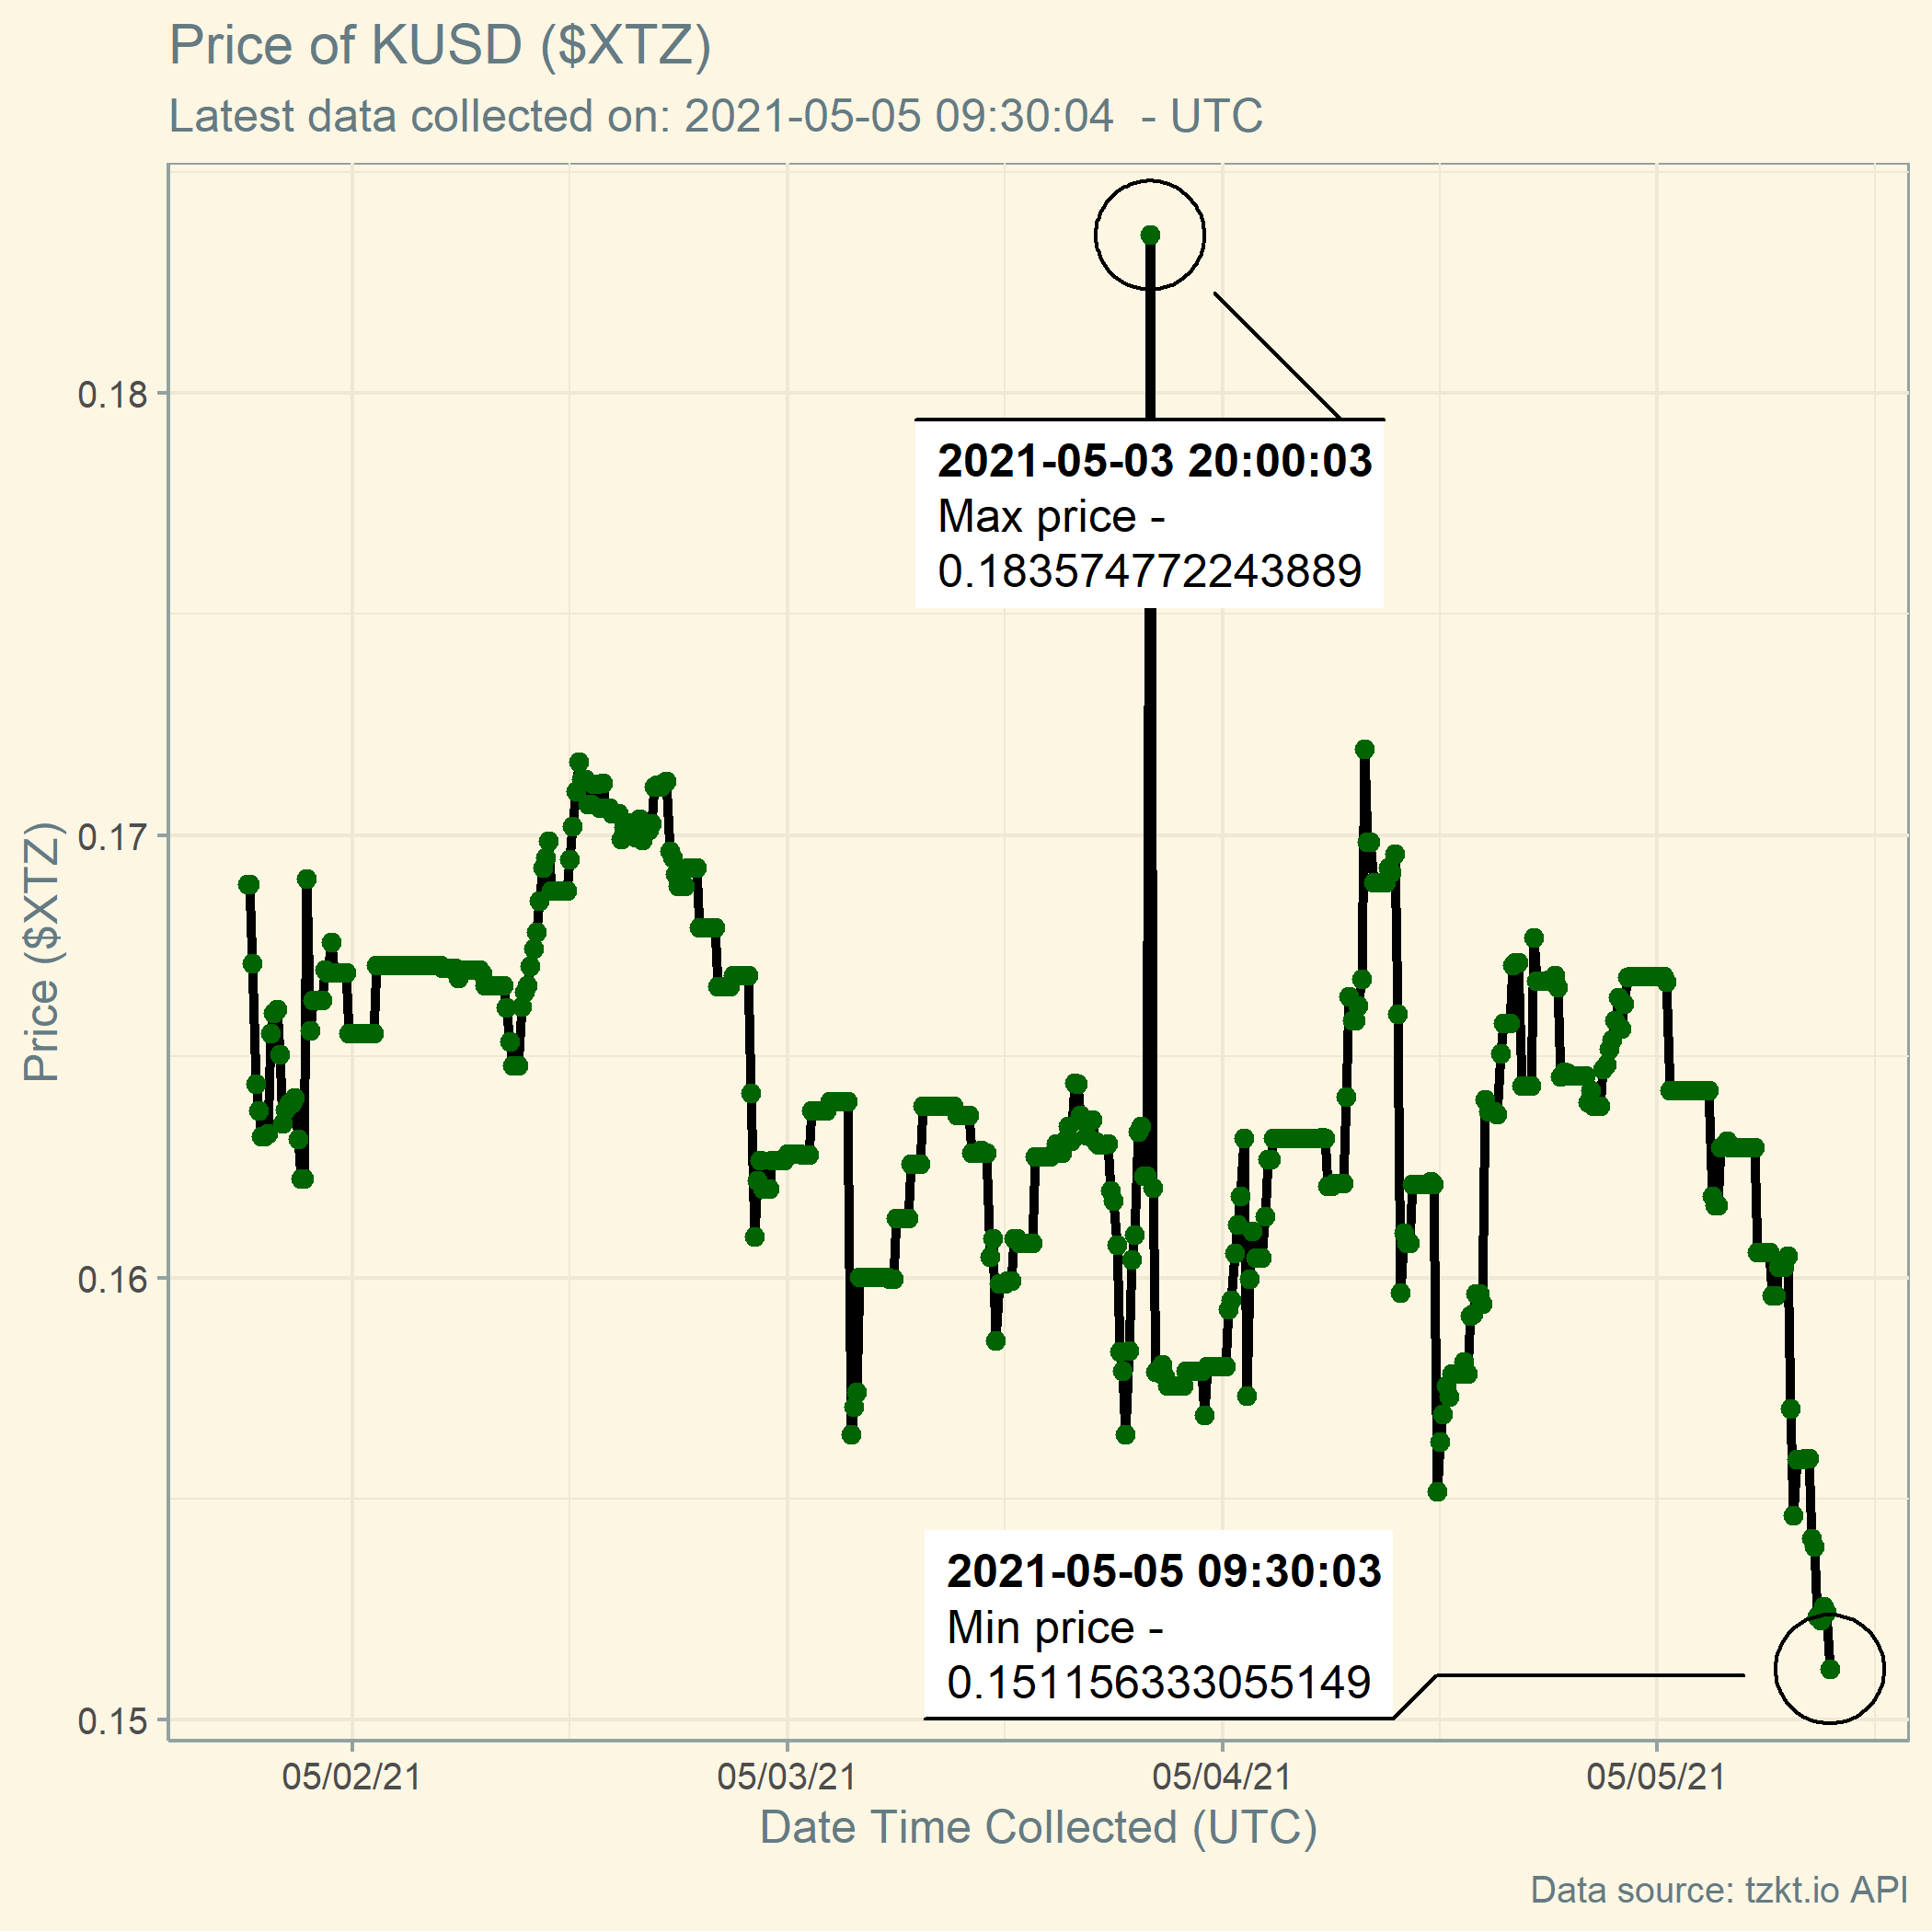 Price of KUSD ($XTZ)
Latest data collected on: 2021-05-05 09:30:04  - UTC
Price ($XTZ)
0.18
0.17
0.16
0.15
2021-05-03 20:00:03
Max price -
0.183574772243889
2021-05-05 09:30:03
Min price -
0.151156333055149
05/02/21
05/03/21
05/04/21
05/05/21
Date Time Collected (UTC)
Data source: tzkt.io API